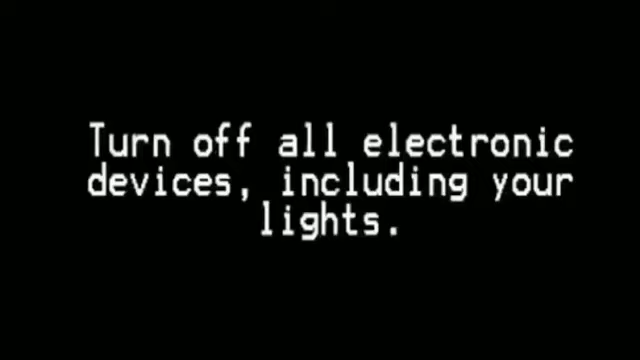 Turn off all electronic
devices, including your
lights.